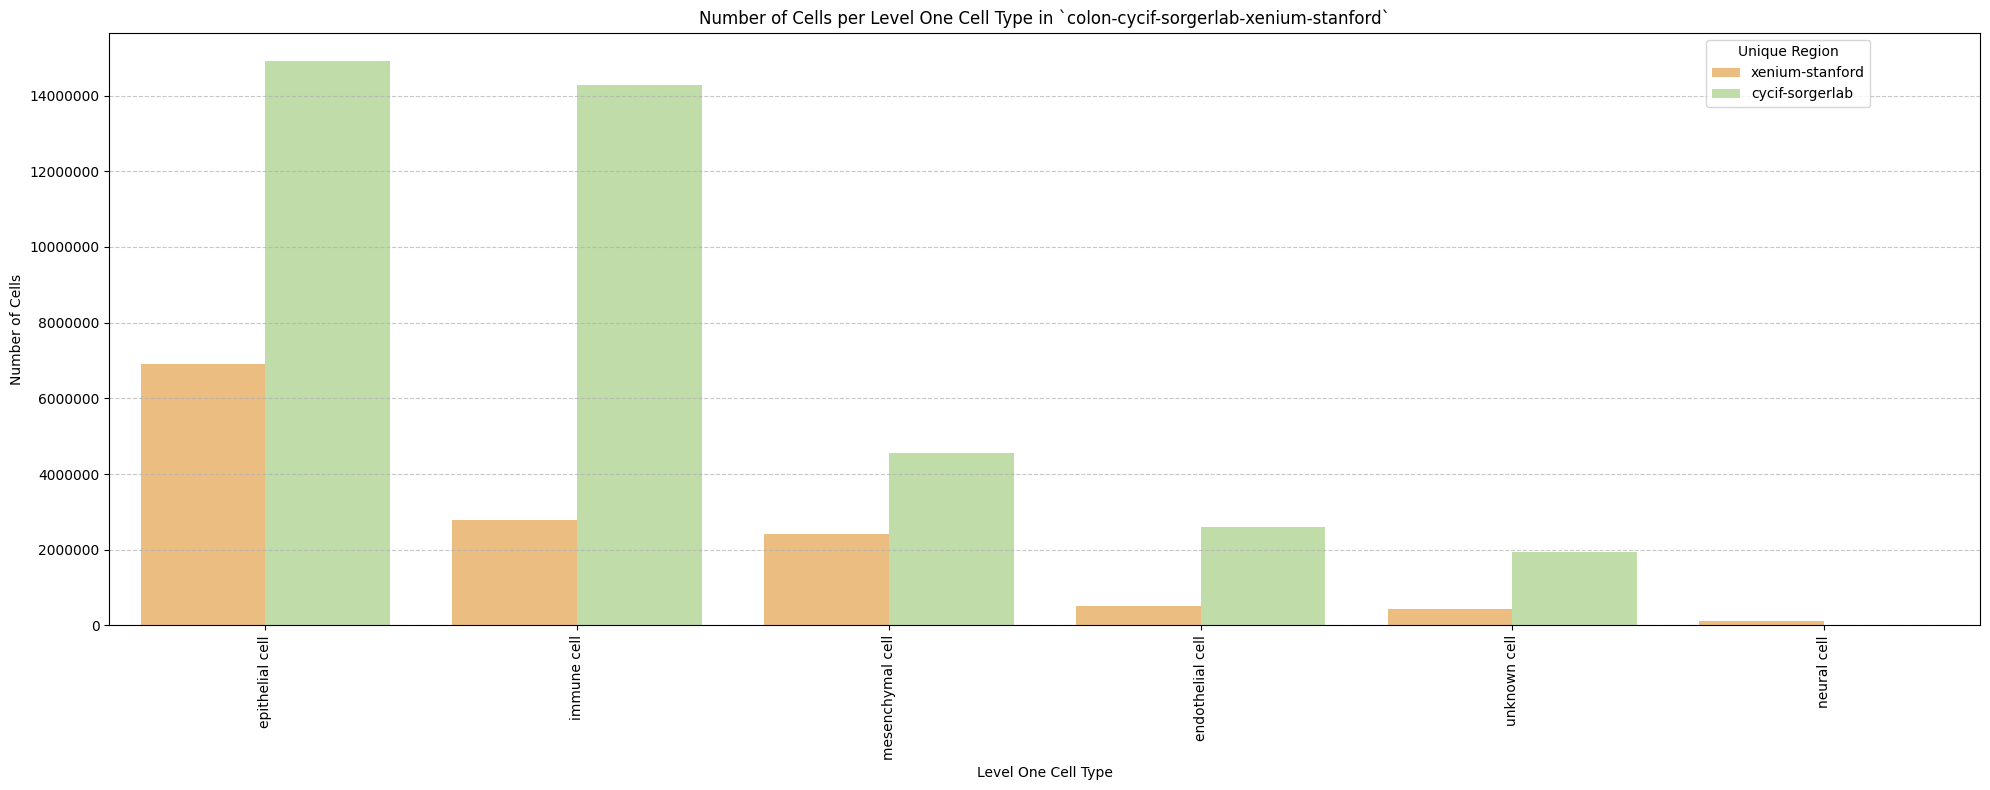 Number of Cells per Level One Cell Type in `colon-cycif-sorgerlab-xenium-stanford`
Unique Region
xenium-stanford
cycif-sorgerlab
Number of Cells
14000000
12000000
10000000
8000000
6000000
4000000
2000000
0
epithelial cell
immune cell
mesenchymal cell
endothelial cell
unknown cell
neural cell
Level One Cell Type